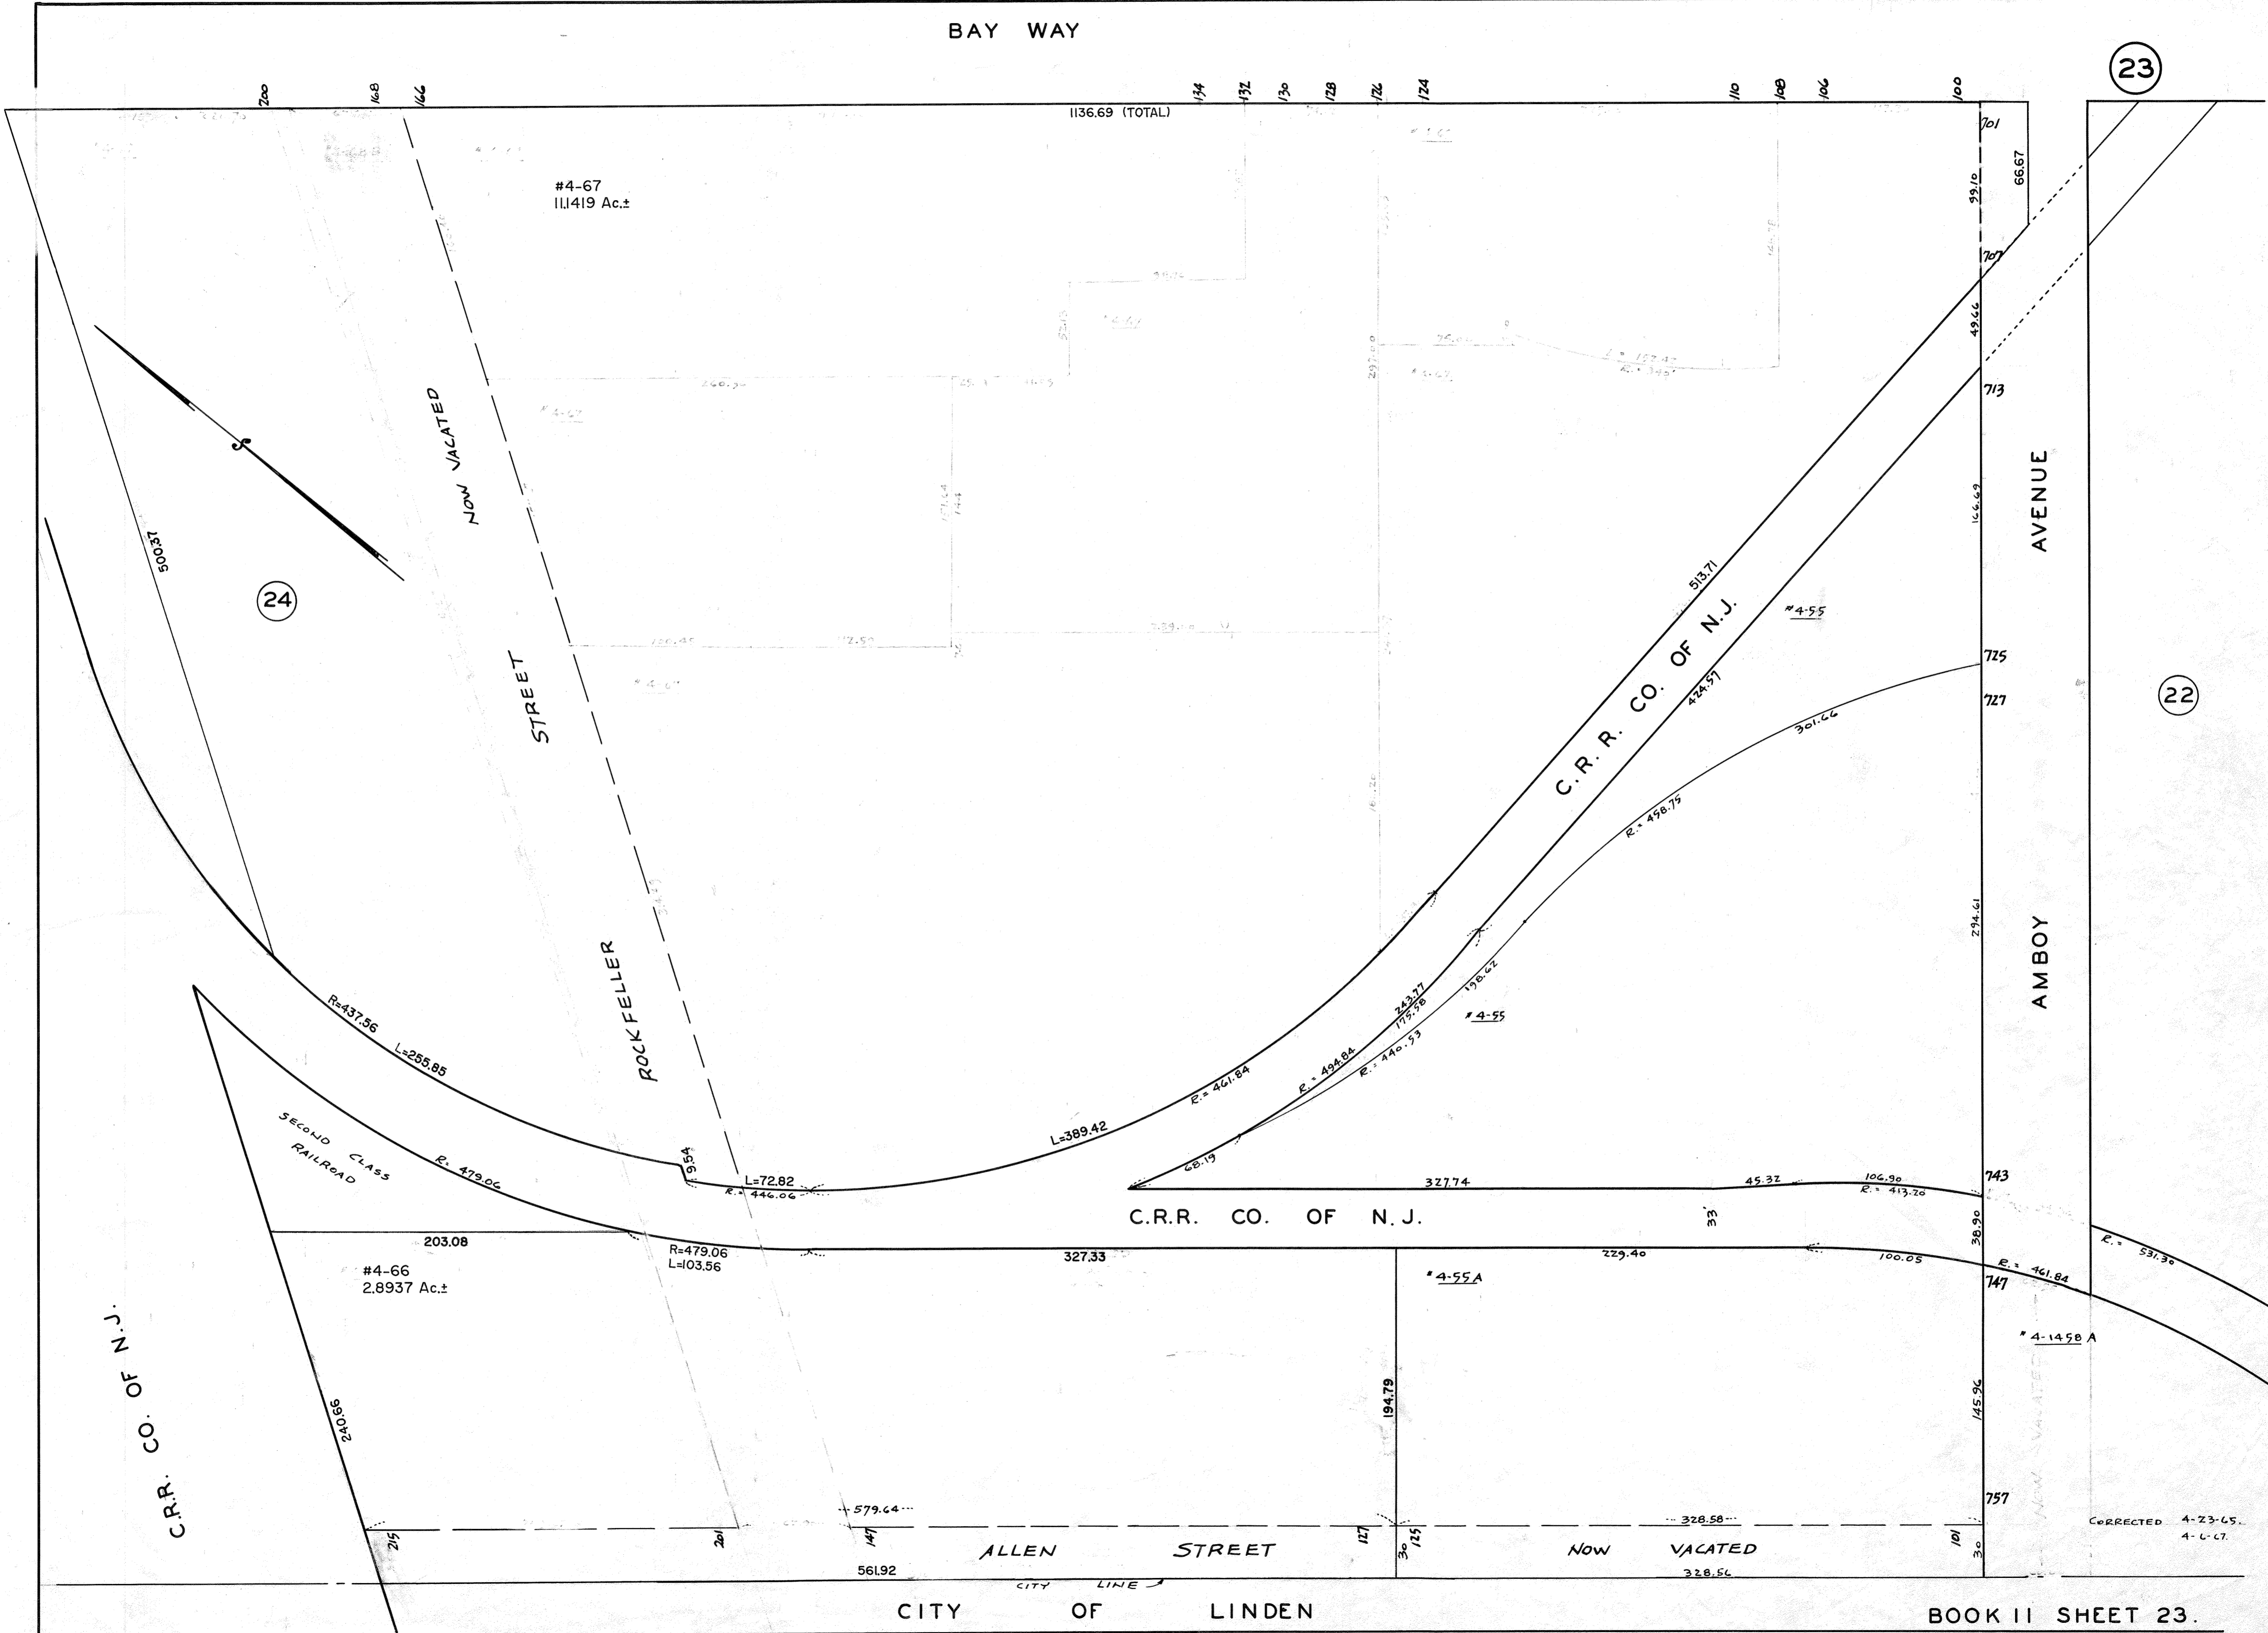 BAY WAY
23
200
168
166
134
132
130
128
126
124
110
108
106
100
1136.69 (TOTAL)
701
66.67
99.10
#4-67
11.1419 Ac.±
707
49.66
713
NOW VACATED
166.69
AVENUE
500.37
24
513.71
C. R. R. CO. OF N. J.
424.57
#4-55
725
727
22
STREET
301.66
R.= 458.75
294.61
AMBOY
ROCKFELLER
198.62
243.77
175.58
#4-55
R=437.56
L=255.85
R.= 494.84
R.= 440.53
R.= 461.84
L=389.42
SECOND CLASS
RAILROAD
R= 479.06
9.54
L=72.82
R.= 446.06
68.19
327.74
45.32
106.90
R.= 413.20
743
C.R.R. CO. OF N. J.
33'
38.90
203.08
R=479.06
L=103.56
327.33
229.40
100.05
R.= 461.84
R.= 531.30
#4-66
2.8937 Ac.±
#4-55 A
747
#4-1458 A
C.R.R. CO. OF N.J.
240.66
194.79
145.96
NOW VACATED
579.64
328.58
757
CORRECTED 4-23-65.
4-6-67.
215
201
147
127
30
125
101
30
ALLEN STREET NOW VACATED
561.92
328.56
CITY LINE
CITY OF LINDEN
BOOK 11 SHEET 23.